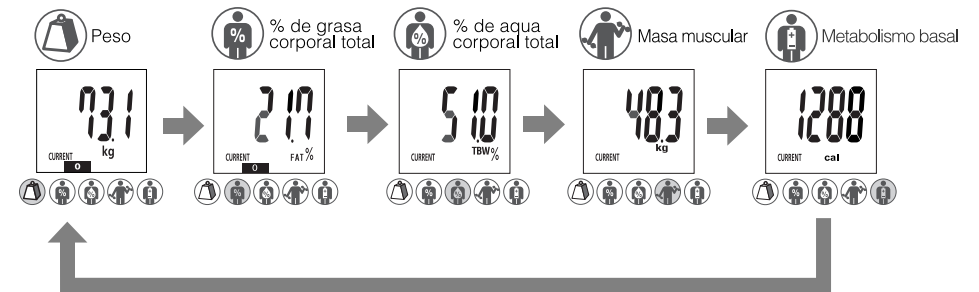 Peso
% de grasa
corporal total
% de aqua
corporal total
Masa muscular
Metabolismo basal
73.1
kg
CURRENT
0
21.7
CURRENT
FAT%
0
51.0
CURRENT
TBW%
48.3
kg
CURRENT
1288
CURRENT
cal
%
%
%
%
%
%
%
%
%
%